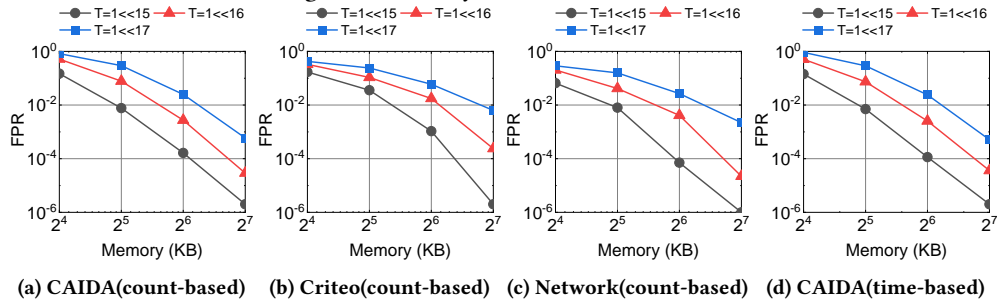 T=1<<15 T=1<<16
T=1<<17
10^0
10^-2
10^-4
10^-6
FPR
2^4 2^5 2^6 2^7
Memory (KB)
(a) CAIDA(count-based)
T=1<<15 T=1<<16
T=1<<17
10^0
10^-2
10^-4
10^-6
FPR
2^4 2^5 2^6 2^7
Memory (KB)
(b) Criteo(count-based)
T=1<<15 T=1<<16
T=1<<17
10^0
10^-2
10^-4
10^-6
FPR
2^4 2^5 2^6 2^7
Memory (KB)
(c) Network(count-based)
T=1<<15 T=1<<16
T=1<<17
10^0
10^-2
10^-4
10^-6
FPR
2^4 2^5 2^6 2^7
Memory (KB)
(d) CAIDA(time-based)